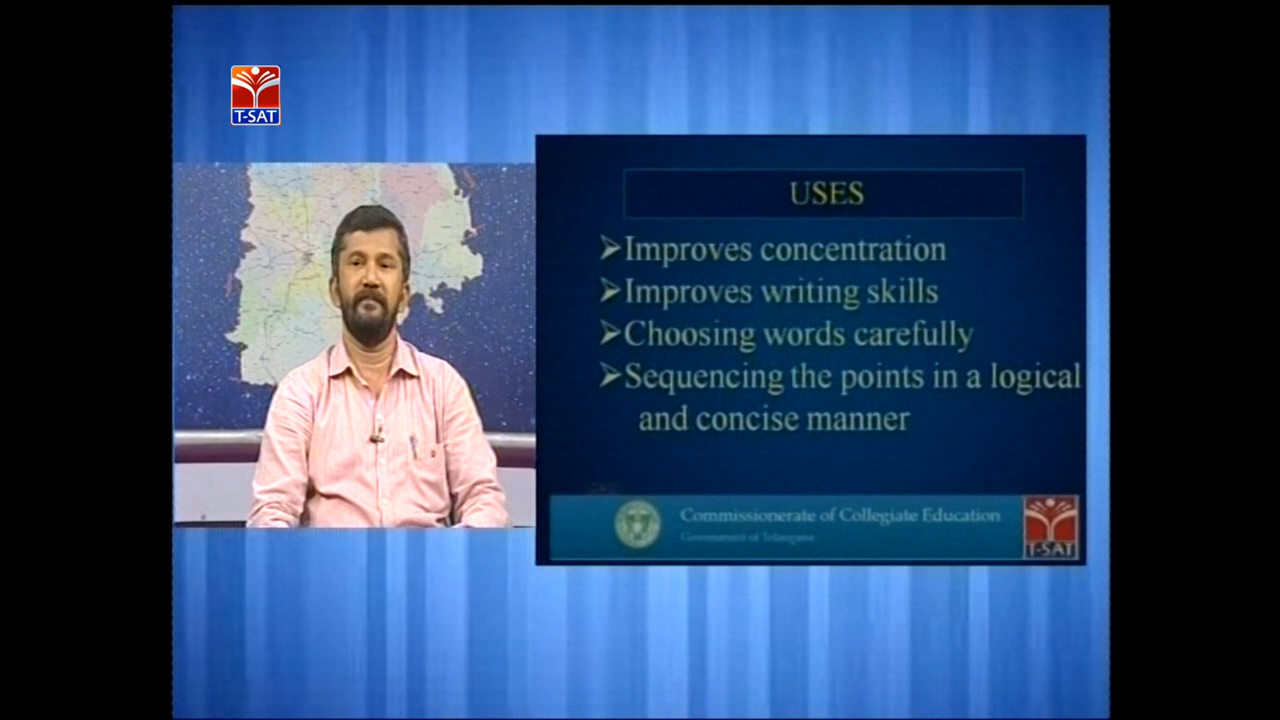 T-SAT
USES
➢Improves concentration
➢Improves writing skills
➢Choosing words carefully
➢Sequencing the points in a logical
and concise manner
Commissionerate of Collegiate Education
Government of Telangana
T-SAT